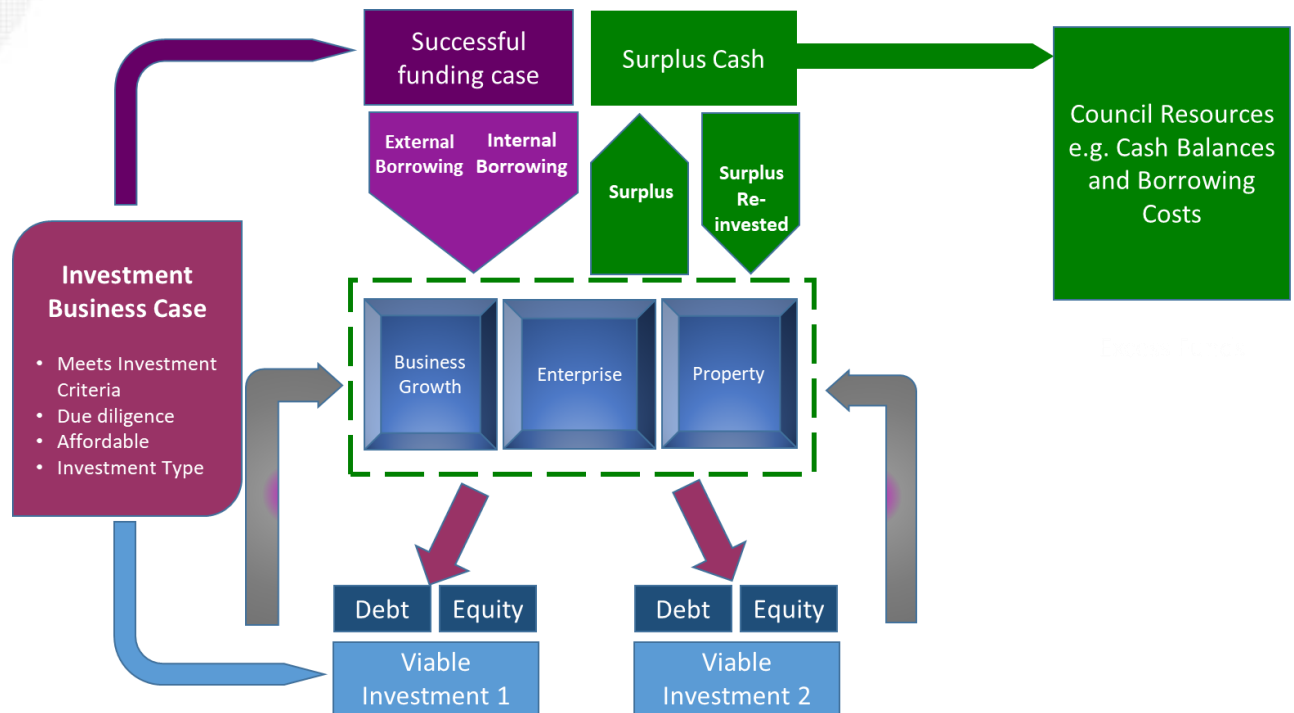 Successful
funding case
Surplus Cash
Council Resources
e.g. Cash Balances
and Borrowing
Costs
External
Borrowing
Internal
Borrowing
Surplus
Surplus
Re-
invested
Investment
Business Case
• Meets Investment
Criteria
• Due diligence
• Affordable
• Investment Type
Business
Growth
Enterprise
Property
Debt
Equity
Viable
Investment 1
Debt
Equity
Viable
Investment 2